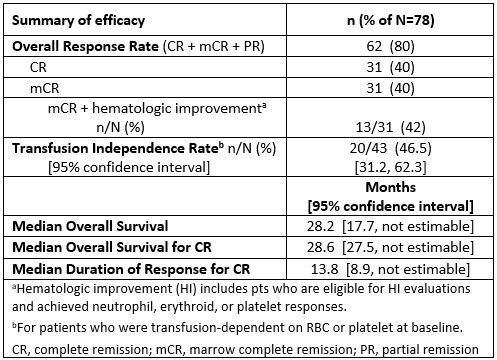 Summary of efficacy n (% of N=78)
Overall Response Rate (CR + mCR + PR) 62 (80)
CR 31 (40)
mCR 31 (40)
mCR + hematologic improvementᵃ
n/N (%) 13/31 (42)
Transfusion Independence Rateᵇ n/N (%) 20/43 (46.5)
[95% confidence interval] [31.2, 62.3]
Months
[95% confidence interval]
Median Overall Survival 28.2 [17.7, not estimable]
Median Overall Survival for CR 28.6 [27.5, not estimable]
Median Duration of Response for CR 13.8 [8.9, not estimable]
ᵃHematologic improvement (HI) includes pts who are eligible for HI evaluations
and achieved neutrophil, erythroid, or platelet responses.
ᵇFor patients who were transfusion-dependent on RBC or platelet at baseline.
CR, complete remission; mCR, marrow complete remission; PR, partial remission